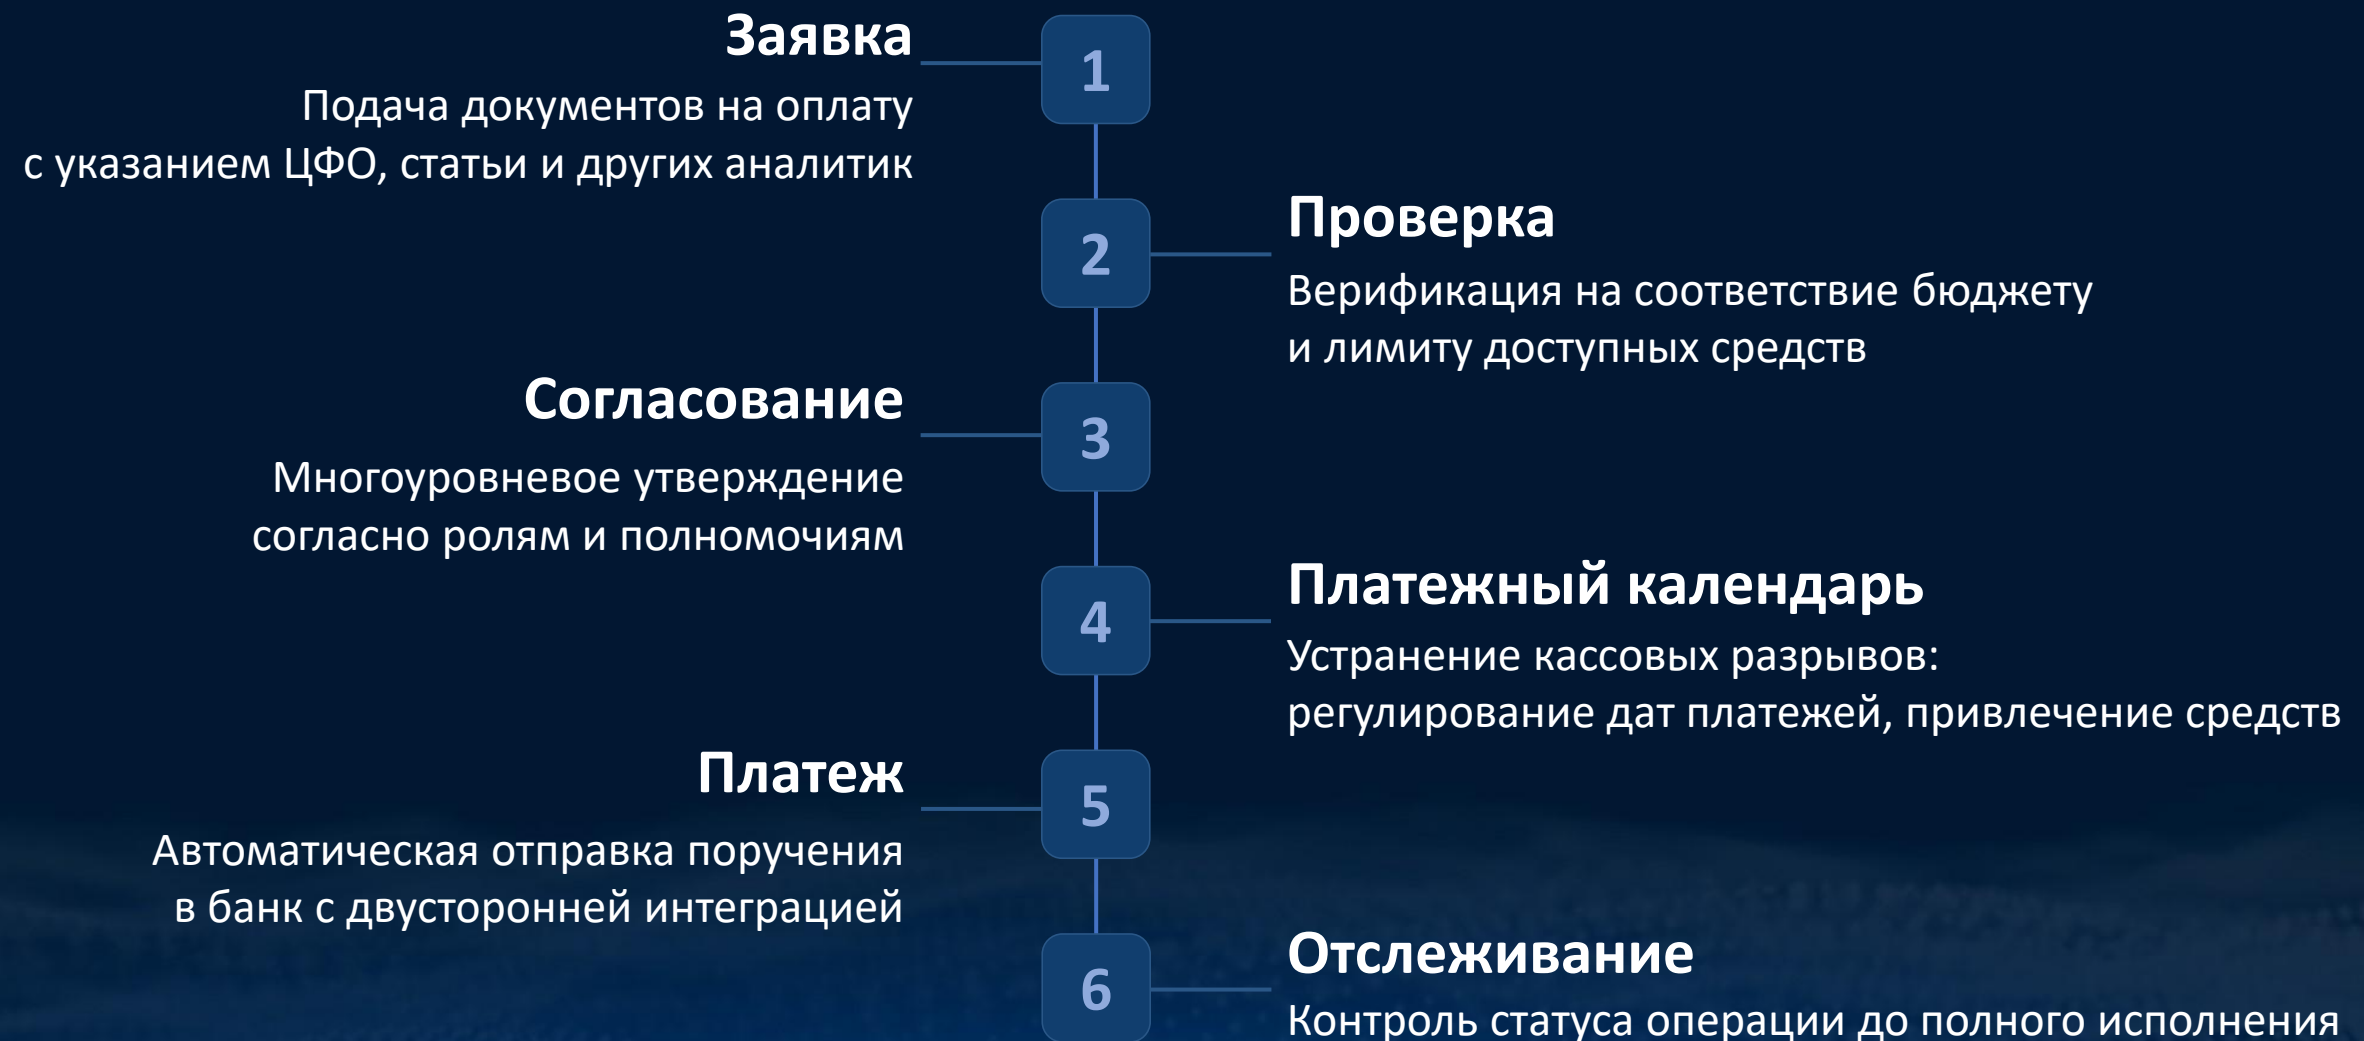 Заявка
1
Подача документов на оплату
с указанием ЦФО, статьи и других аналитик
2
Проверка
Верификация на соответствие бюджету
и лимиту доступных средств
Согласование
3
Многоуровневое утверждение
согласно ролям и полномочиям
4
Платежный календарь
Устранение кассовых разрывов:
регулирование дат платежей, привлечение средств
Платеж
5
Автоматическая отправка поручения
в банк с двусторонней интеграцией
6
Отслеживание
Контроль статуса операции до полного исполнения